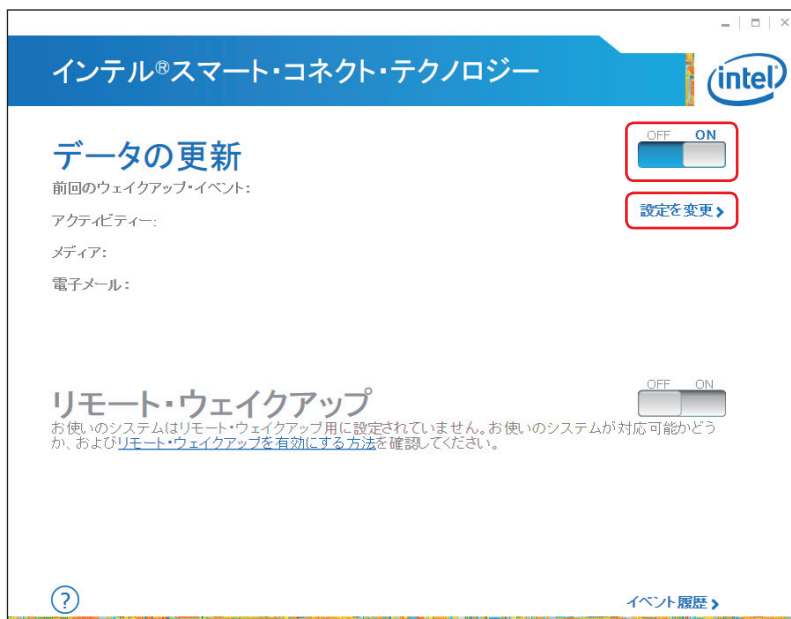 インテル®スマート・コネクト・テクノロジー
intel
データの更新
OFF ON
前回のウェイクアップ・イベント:
設定を変更
アクティビティー:
メディア:
電子メール:
リモート・ウェイクアップ
OFF ON
お使いのシステムはリモート・ウェイクアップ用に設定されていません。お使いのシステムが対応可能かどう
か、およびリモート・ウェイクアップを有効にする方法を確認してください。
?
イベント履歴